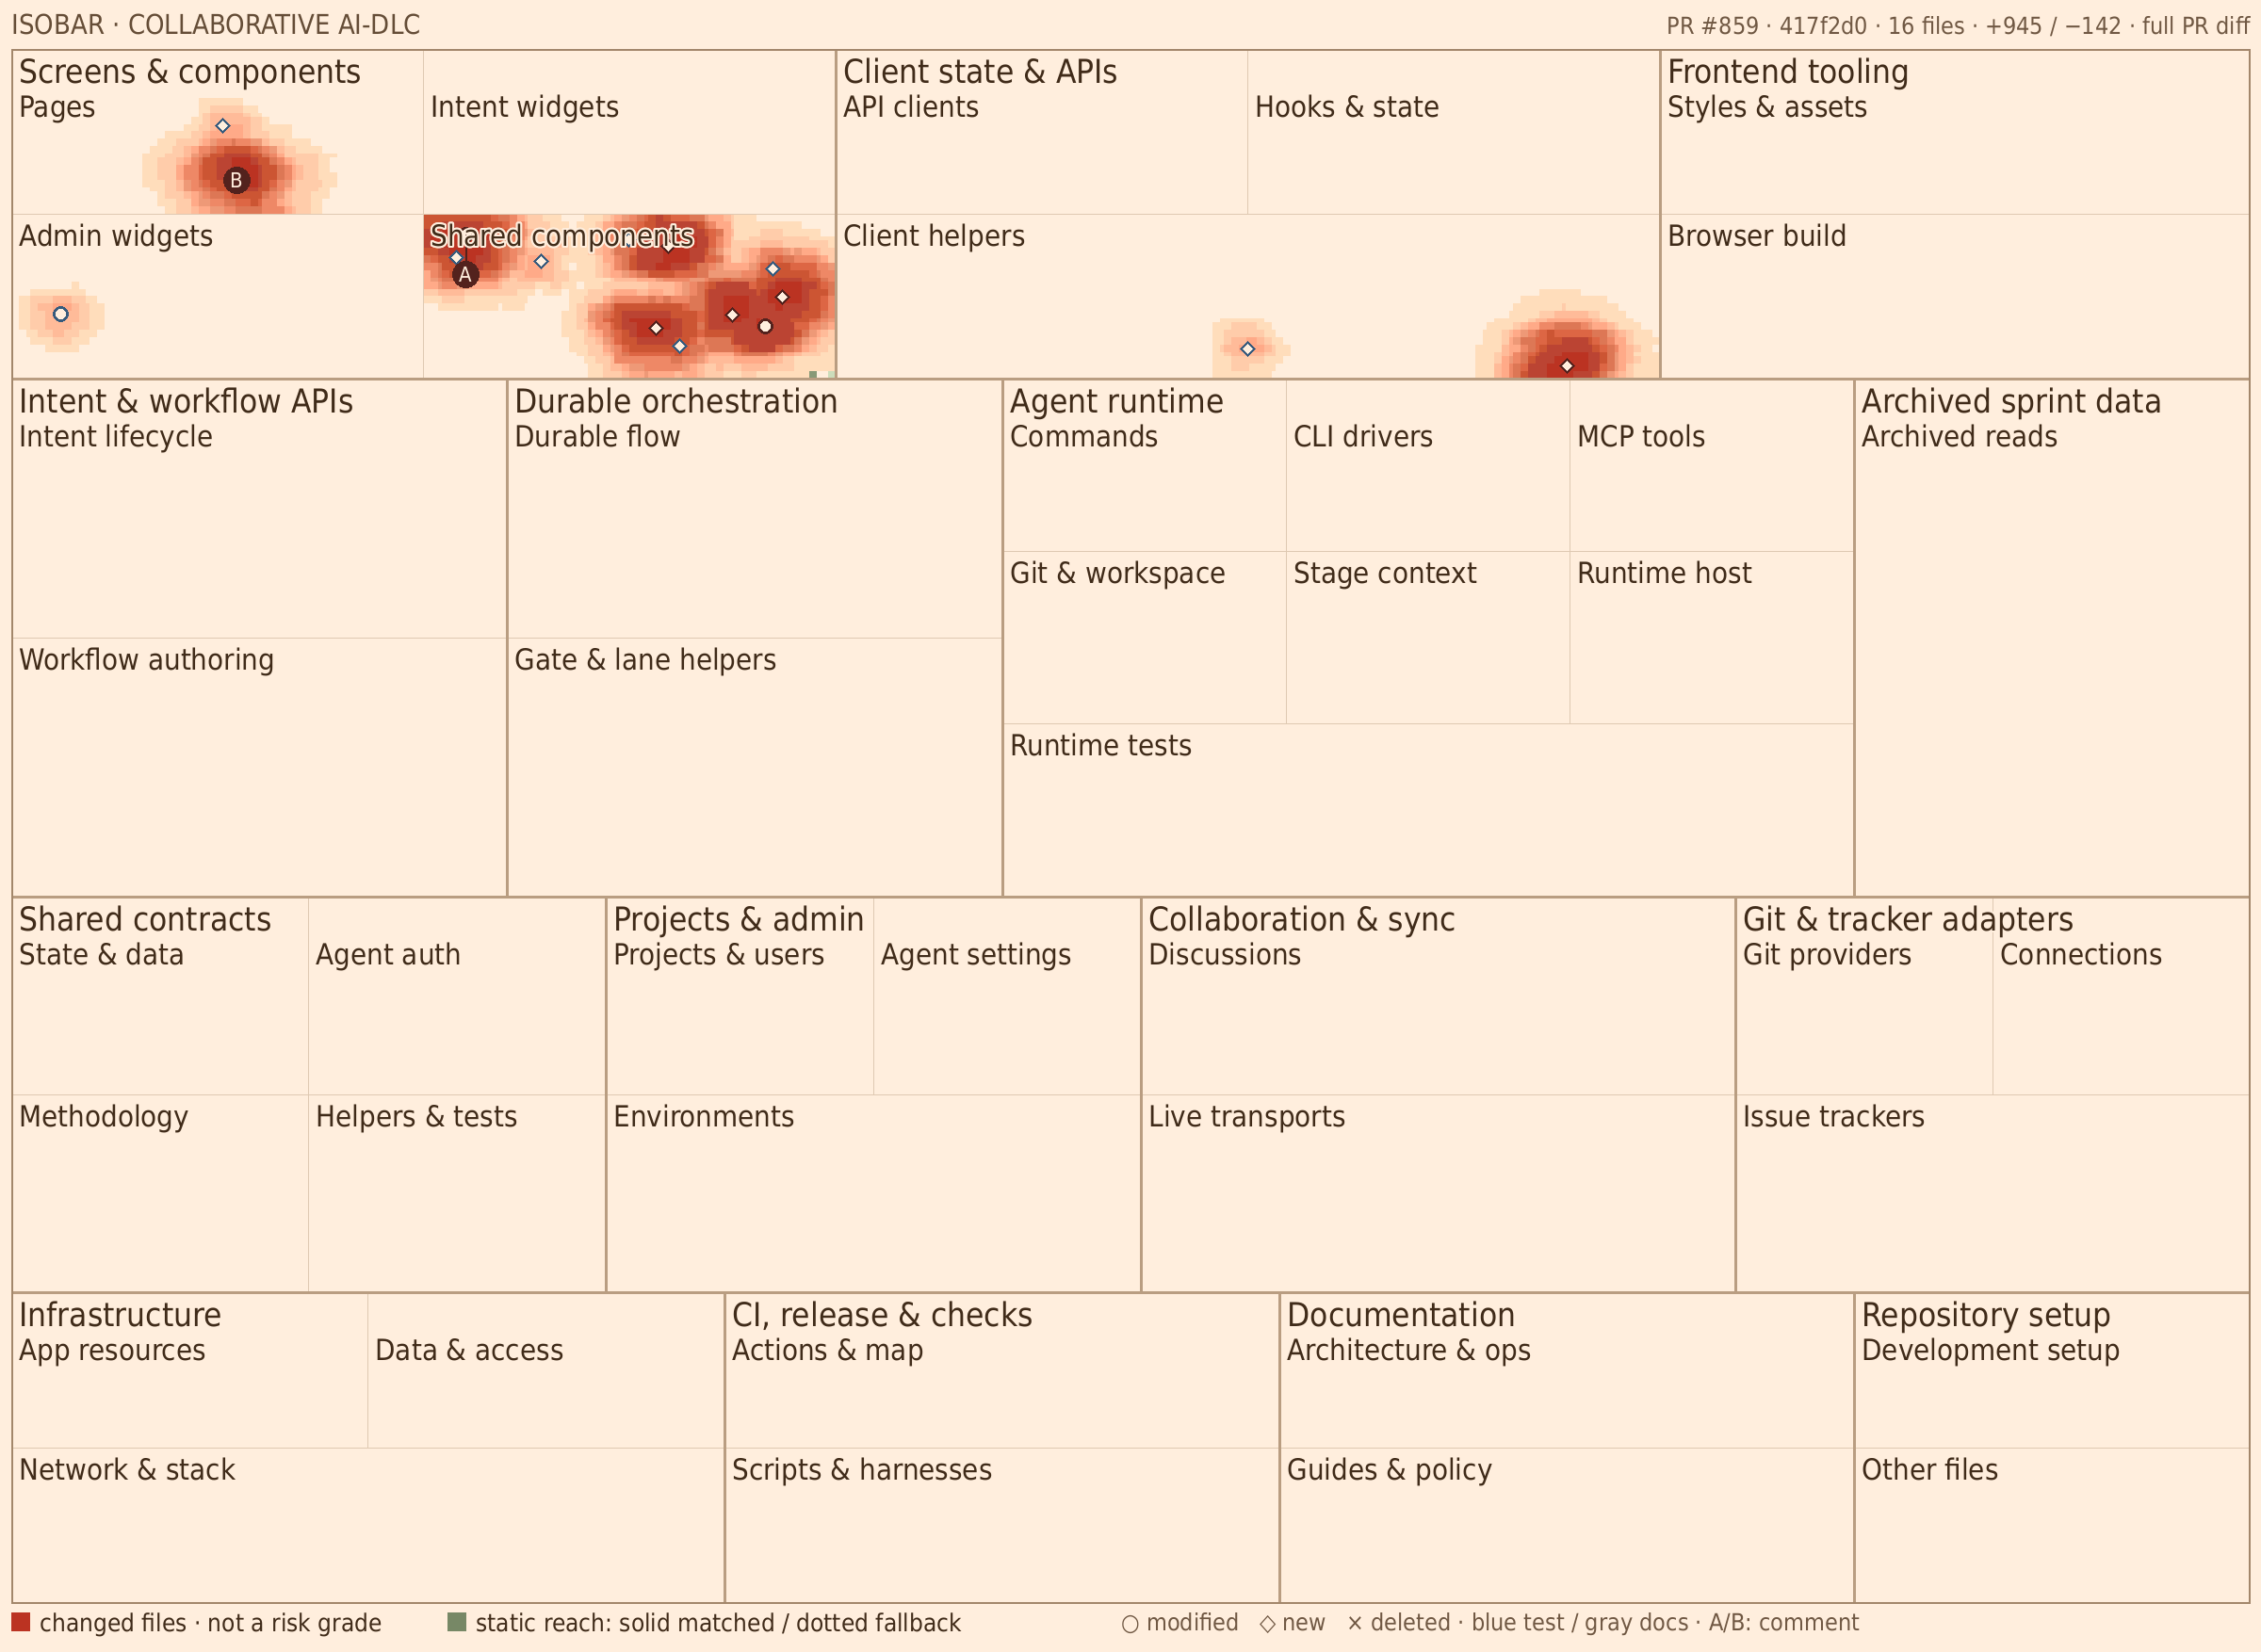 ISOBAR · COLLABORATIVE AI-DLC
PR #859 · 417f2d0 · 16 files · +945 / −142 · full PR diff
Screens & components
Pages
Intent widgets
B
Admin widgets
Shared components
A
Client state & APIs
API clients
Hooks & state
Client helpers
Frontend tooling
Styles & assets
Browser build
Intent & workflow APIs
Intent lifecycle
Workflow authoring
Durable orchestration
Durable flow
Gate & lane helpers
Agent runtime
Commands
CLI drivers
MCP tools
Git & workspace
Stage context
Runtime host
Runtime tests
Archived sprint data
Archived reads
Shared contracts
State & data
Agent auth
Methodology
Helpers & tests
Projects & admin
Projects & users
Agent settings
Environments
Collaboration & sync
Discussions
Live transports
Git & tracker adapters
Git providers
Connections
Issue trackers
Infrastructure
App resources
Data & access
Network & stack
CI, release & checks
Actions & map
Scripts & harnesses
Documentation
Architecture & ops
Guides & policy
Repository setup
Development setup
Other files
changed files · not a risk grade
static reach: solid matched / dotted fallback
○ modified ◇ new × deleted · blue test / gray docs · A/B: comment